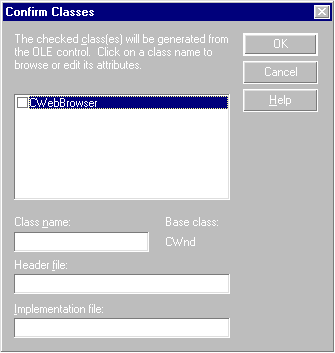 Confirm Classes
The checked class(es) will be generated from
the OLE control. Click on a class name to
browse or edit its attributes.
OK
Cancel
Help
CWebBrowser
Class name:
Base class:
CWnd
Header file:
Implementation file: